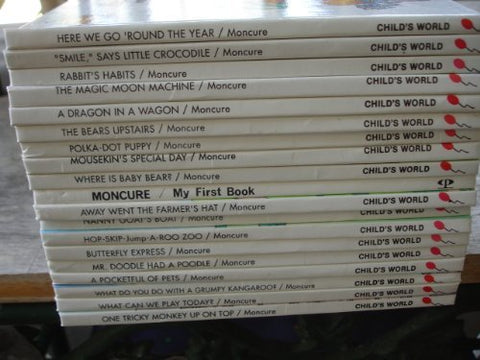 HERE WE GO 'ROUND THE YEAR / Moncure CHILD'S WORLD
"SMILE," SAYS LITTLE CROCODILE / Moncure CHILD'S WORLD
RABBIT'S HABITS / Moncure CHILD'S WORLD
THE MAGIC MOON MACHINE / Moncure CHILD'S WORLD
A DRAGON IN A WAGON / Moncure CHILD'S WORLD
THE BEARS UPSTAIRS / Moncure CHILD'S WORLD
POLKA-DOT PUPPY / Moncure CHILD'S WORLD
MOUSEKIN'S SPECIAL DAY / Moncure CHILD'S WORLD
WHERE IS BABY BEAR? / Moncure CHILD'S WORLD
MONCURE / My First Book
AWAY WENT THE FARMER'S HAT / Moncure CHILD'S WORLD
NANNY GOAT'S BOAT / Moncure CHILD'S WORLD
HOP-SKIP-Jump-A-ROO ZOO / Moncure CHILD'S WORLD
BUTTERFLY EXPRESS / Moncure CHILD'S WORLD
MR. DOODLE HAD A POODLE / Moncure CHILD'S WORLD
A POCKETFUL OF PETS / Moncure CHILD'S WORLD
WHAT DO YOU DO WITH A GRUMPY KANGAROO? / Moncure CHILD'S WORLD
WHAT CAN WE PLAY TODAY? / Moncure CHILD'S WORLD
ONE TRICKY MONKEY UP ON TOP / Moncure CHILD'S WORLD